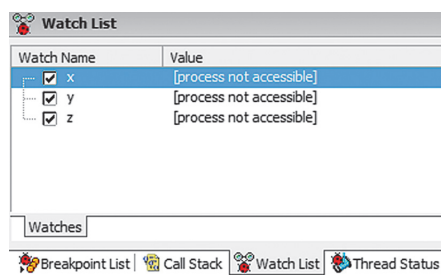 Watch List
Watch Name Value
x [process not accessible]
y [process not accessible]
z [process not accessible]
Watches
Breakpoint List Call Stack Watch List Thread Status